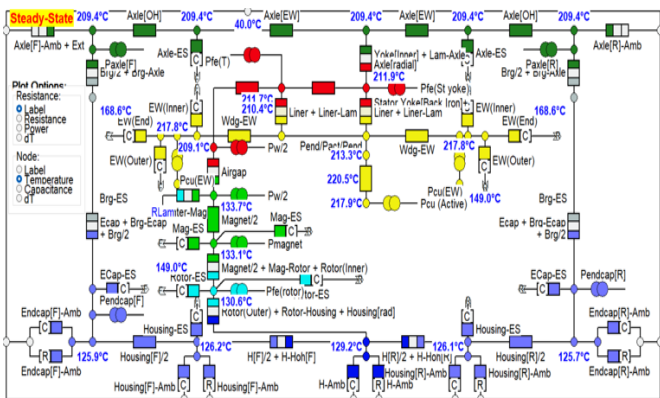 Steady-State
209.4°C
209.4°C
40.0°C
209.4°C
209.4°C
Axle[OH]
Axle[EW]
Axle[EW]
Axle[OH]
Axle[F]-Amb + Ext
Paxle[F]
Axle-ES
Pfe(T)
Yoke[Inner] + Lam-Axle
Axle[radial]
Axle-ES
Paxle[R]
Axle[R]-Amb
Brg/2 + Brg-Axle
211.9°C
Brg/2 + Brg-Axle
Plot Options:
Resistance:
Label
Resistance
Power
dT
Node:
Label
Temperature
Capacitance
dT
211.7°C
Pfe(St yoke)
168.6°C
EW(Inner)
210.4°C
Liner + Liner-Lam
Stator Yoke[Back Iron]
Liner + Liner-Lam
EW(Inner)
168.6°C
EW(End)
217.8°C
Wdg-EW
Wdg-EW
EW(End)
EW(Outer)
209.1°C
Pw/2
Pend/Pact/Pend
213.3°C
217.8°C
EW(Outer)
Airgap
Pcu(EW)
220.5°C
Pcu(EW)
Brg-ES
Pw/2
217.9°C
Pcu (Active)
149.0°C
Brg-ES
133.7°C
Magnet/2
Ecap + Brg-Ecap
+ Brg/2
Mag-ES
Mag-ES
Pmagnet
Ecap + Brg-Ecap
+ Brg/2
133.1°C
149.0°C
Rotor-ES
Magnet/2 + Mag-Rotor + Rotor(Inner)
ECap-ES
Pfe(rotor)
ECap-ES
Pendcap[F]
130.6°C
Rotor(Outer) + Rotor-Housing + Housing[rad]
Pendcap[R]
Endcap[F]-Amb
Housing-ES
Housing-ES
Endcap[R]-Amb
125.9°C
Housing[F]/2
126.2°C
H[F]/2 + H-Hoh[F]
129.2°C
H[R]/2 + H-Hoh[R]
126.1°C
Housing[R]/2
125.7°C
Endcap[F]-Amb
Housing[F]-Amb
Housing[F]-Amb
H-Amb
H-Amb
Housing[R]-Amb
Housing[R]-Amb
Endcap[R]-Amb